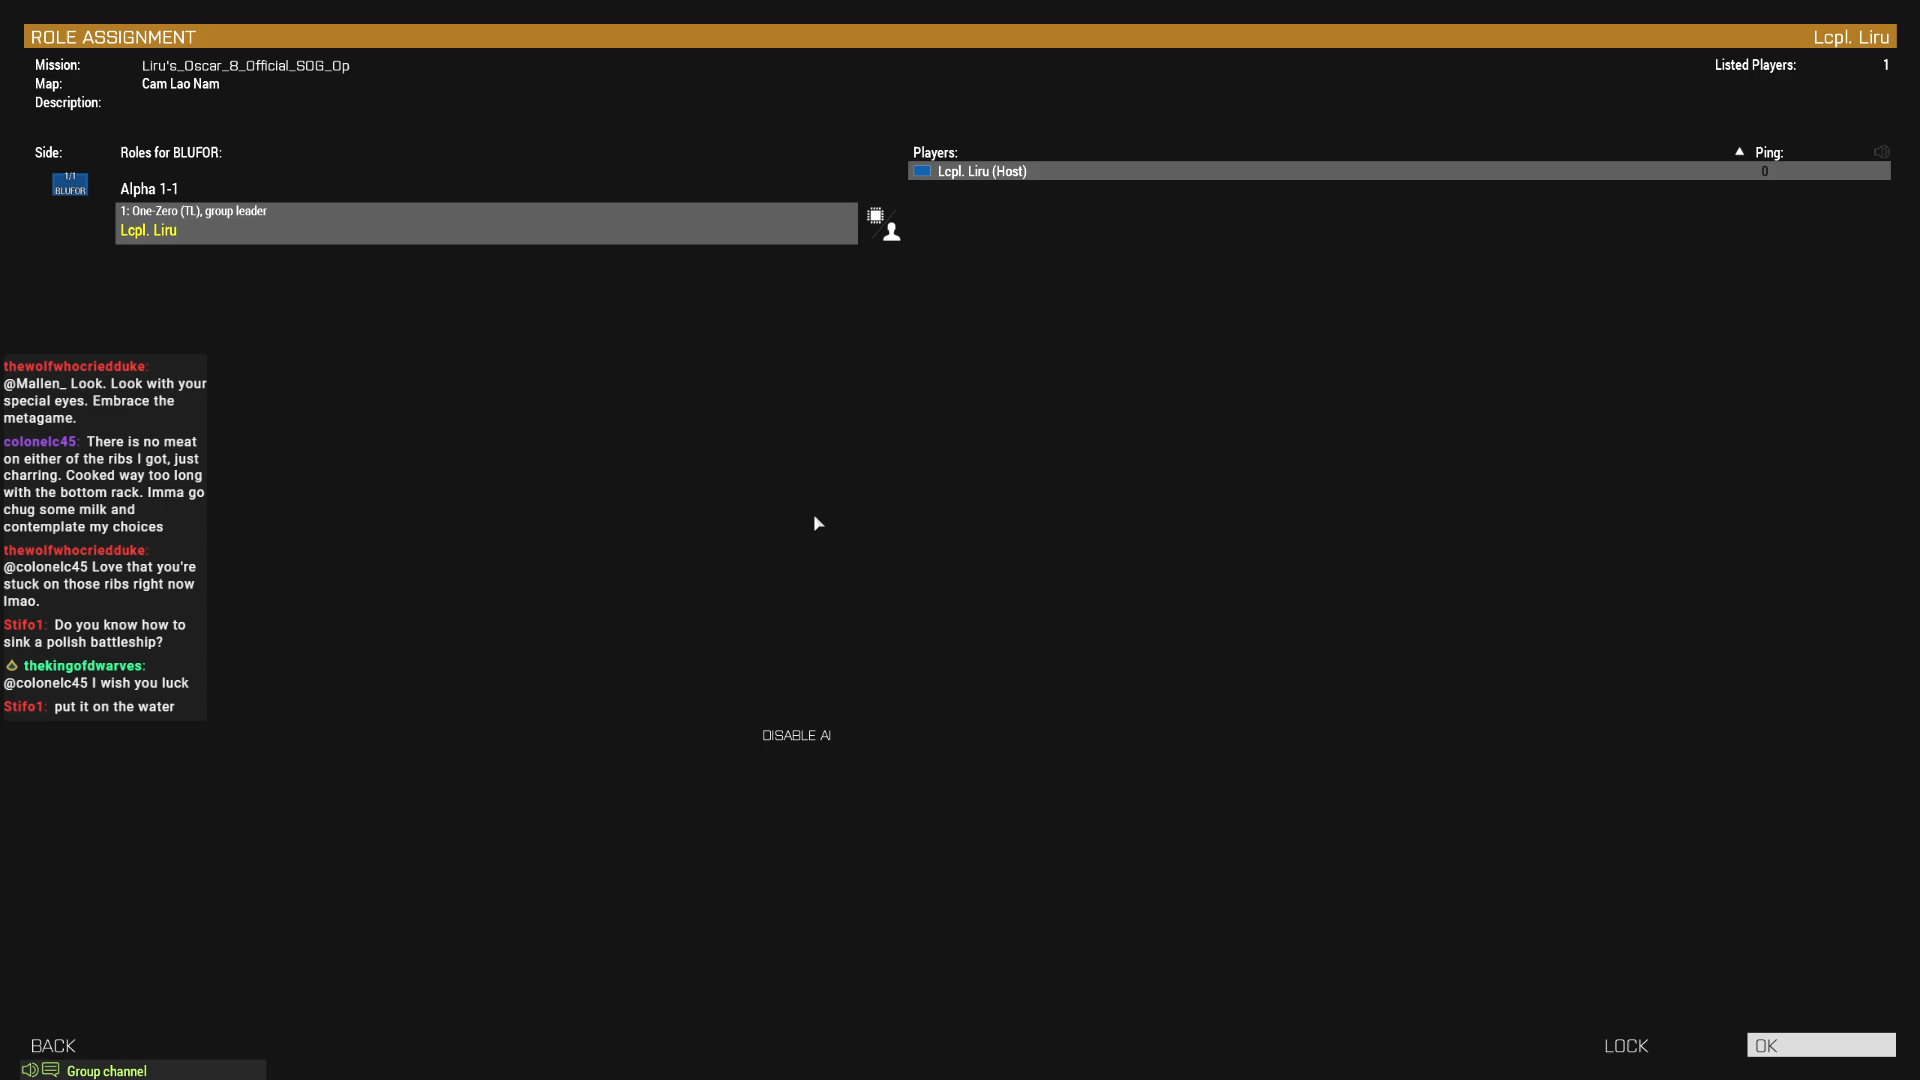 ROLE ASSIGNMENT
Lcpl. Liru
Mission:
Liru's_Oscar_8_Official_SOG_Op
Listed Players:
1
Map:
Cam Lao Nam
Description:
Side:
Roles for BLUFOR:
Players:
Ping:
1/1
BLUFOR
Lcpl. Liru (Host)
0
Alpha 1-1
1: One-Zero (TL), group leader
Lcpl. Liru
thewolfwhocriedduke:
@Mallen_ Look. Look with your
special eyes. Embrace the
metagame.
colonelc45: There is no meat
on either of the ribs I got, just
charring. Cooked way too long
with the bottom rack. Imma go
chug some milk and
contemplate my choices
thewolfwhocriedduke:
@colonelc45 Love that you're
stuck on those ribs right now
lmao.
Stifo1: Do you know how to
sink a polish battleship?
thekingofdwarves:
@colonelc45 I wish you luck
Stifo1: put it on the water
DISABLE AI
BACK
LOCK
OK
Group channel